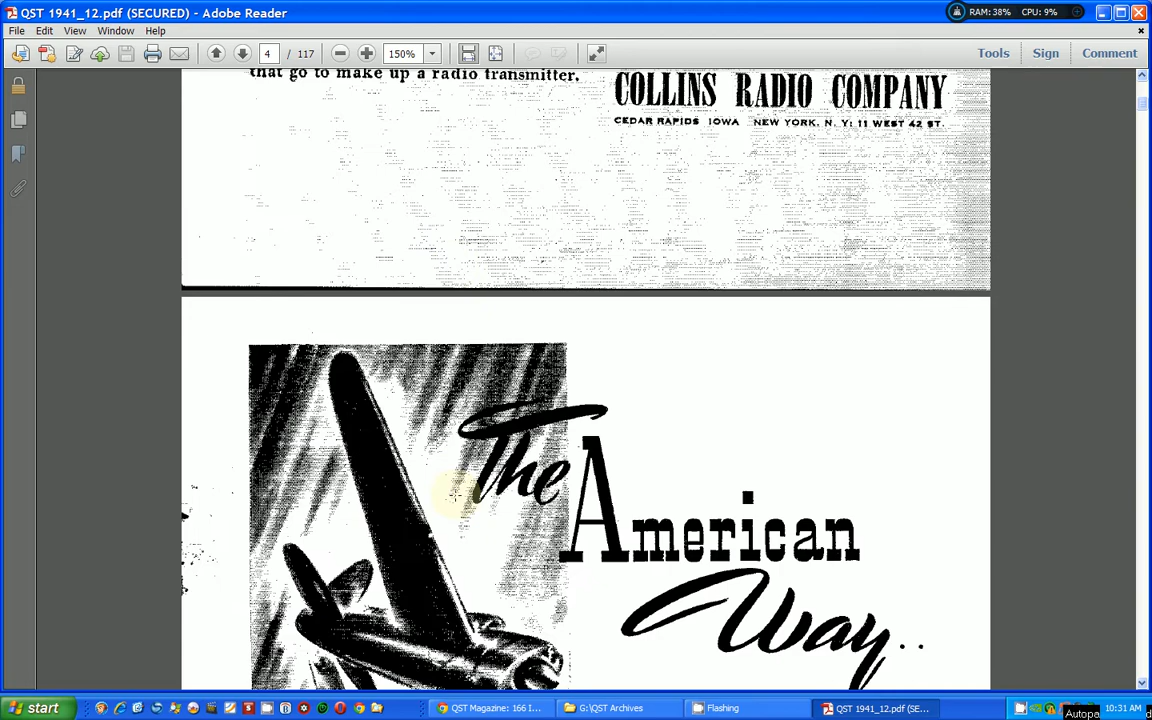 QST 1941_12.pdf (SECURED) - Adobe Reader
RAM: 38% CPU: 9%
File Edit View Window Help
4 / 117 150% Tools Sign Comment
that go to make up a radio transmitter.
COLLINS RADIO COMPANY
CEDAR RAPIDS IOWA NEW YORK, N. Y: 11 WEST 42 ST.
The
American
Way..
start QST Magazine: 166 I... G:\QST Archives Flashing QST 1941_12.pdf (SE... 10:31 AM
Autopa